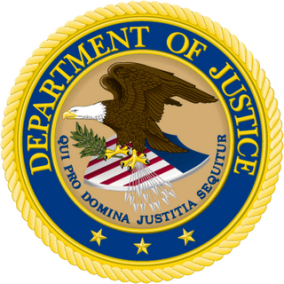 DEPARTMENT OF JUSTICE
QUI PRO DOMINA JUSTITIA SEQUITUR